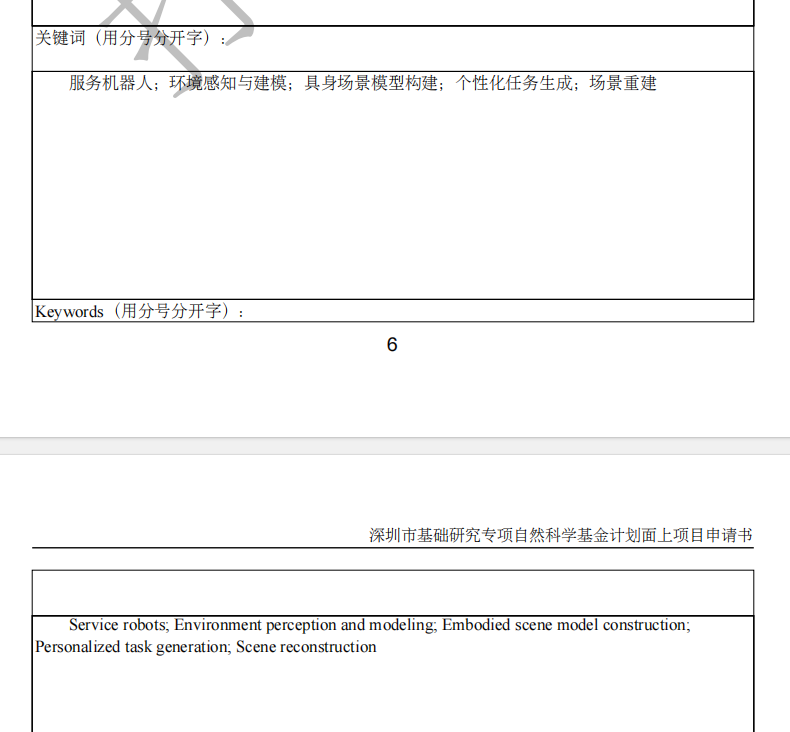 关键词（用分号分开字）：
服务机器人；环境感知与建模；具身场景模型构建；个性化任务生成；场景重建
Keywords（用分号分开字）：
6
深圳市基础研究专项自然科学基金计划面上项目申请书
Service robots; Environment perception and modeling; Embodied scene model construction;
Personalized task generation; Scene reconstruction